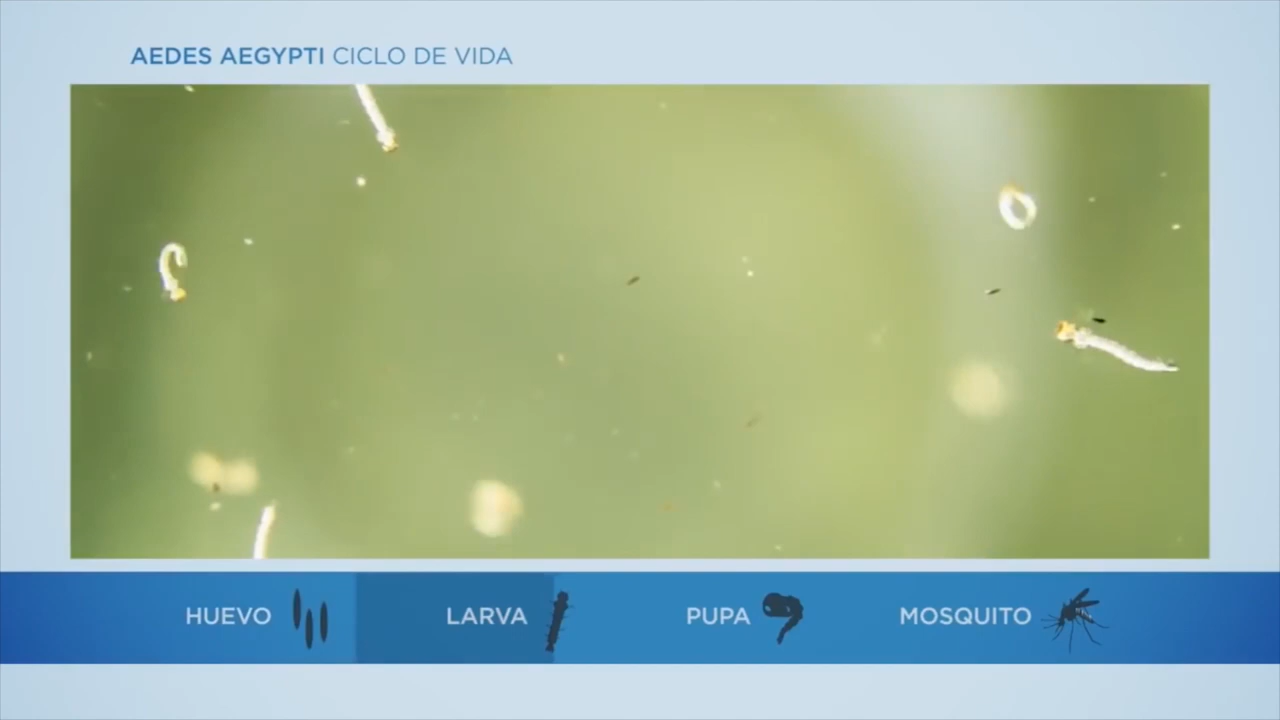 AEDES AEGYPTI CICLO DE VIDA
HUEVO
LARVA
PUPA
MOSQUITO